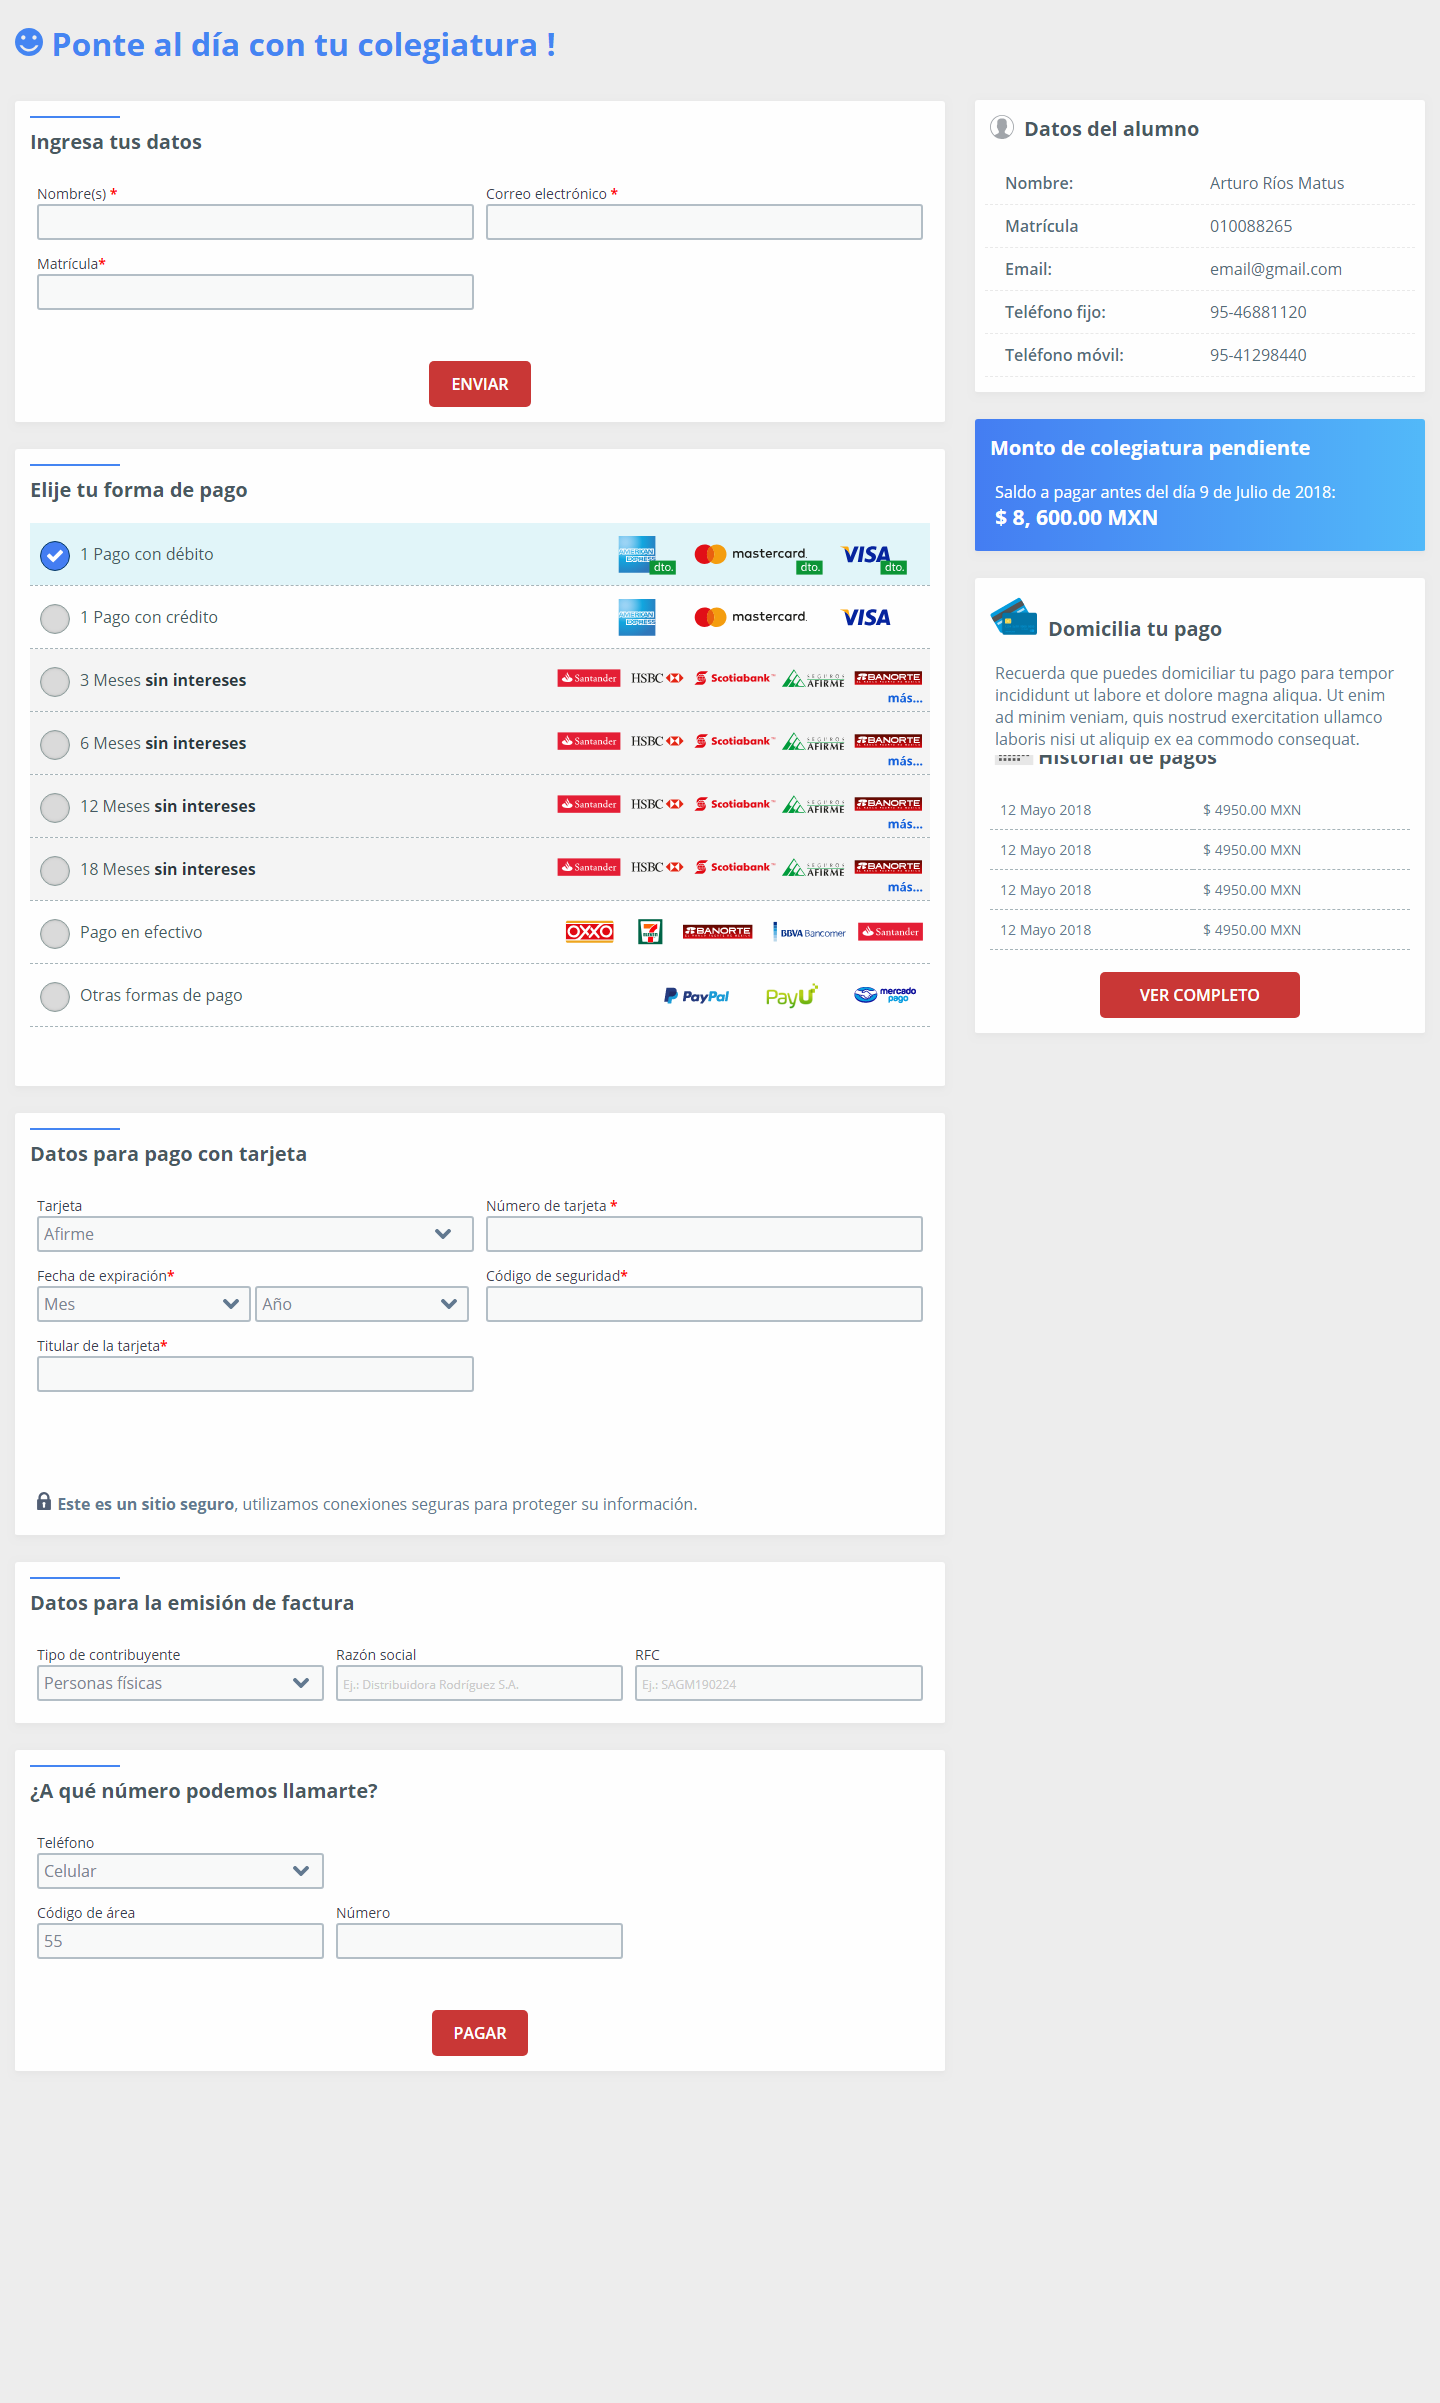 Ponte al día con tu colegiatura !
Ingresa tus datos
Nombre(s) *
Correo electrónico *
Matrícula*
ENVIAR
Elije tu forma de pago
1 Pago con débito
AMERICAN EXPRESS dto. mastercard. dto. VISA dto.
1 Pago con crédito
AMERICAN EXPRESS mastercard. VISA
3 Meses sin intereses
Santander HSBC Scotiabank™ SEGUROS AFIRME BANORTE
más...
6 Meses sin intereses
Santander HSBC Scotiabank™ SEGUROS AFIRME BANORTE
más...
12 Meses sin intereses
Santander HSBC Scotiabank™ SEGUROS AFIRME BANORTE
más...
18 Meses sin intereses
Santander HSBC Scotiabank™ SEGUROS AFIRME BANORTE
más...
Pago en efectivo
OXXO 7 ELEVEN BANORTE BBVA Bancomer Santander
Otras formas de pago
PayPal PayU mercado pago
Datos para pago con tarjeta
Tarjeta
Afirme
Número de tarjeta *
Fecha de expiración*
Mes
Año
Código de seguridad*
Titular de la tarjeta*
Este es un sitio seguro, utilizamos conexiones seguras para proteger su información.
Datos para la emisión de factura
Tipo de contribuyente
Personas físicas
Razón social
Ej.: Distribuidora Rodríguez S.A.
RFC
Ej.: SAGM190224
¿A qué número podemos llamarte?
Teléfono
Celular
Código de área
55
Número
PAGAR
Datos del alumno
Nombre: Arturo Ríos Matus
Matrícula 010088265
Email: email@gmail.com
Teléfono fijo: 95-46881120
Teléfono móvil: 95-41298440
Monto de colegiatura pendiente
Saldo a pagar antes del día 9 de Julio de 2018:
$ 8, 600.00 MXN
Domicilia tu pago
Recuerda que puedes domiciliar tu pago para tempor
incididunt ut labore et dolore magna aliqua. Ut enim
ad minim veniam, quis nostrud exercitation ullamco
laboris nisi ut aliquip ex ea commodo consequat.
Historial de pagos
12 Mayo 2018 $ 4950.00 MXN
12 Mayo 2018 $ 4950.00 MXN
12 Mayo 2018 $ 4950.00 MXN
12 Mayo 2018 $ 4950.00 MXN
VER COMPLETO